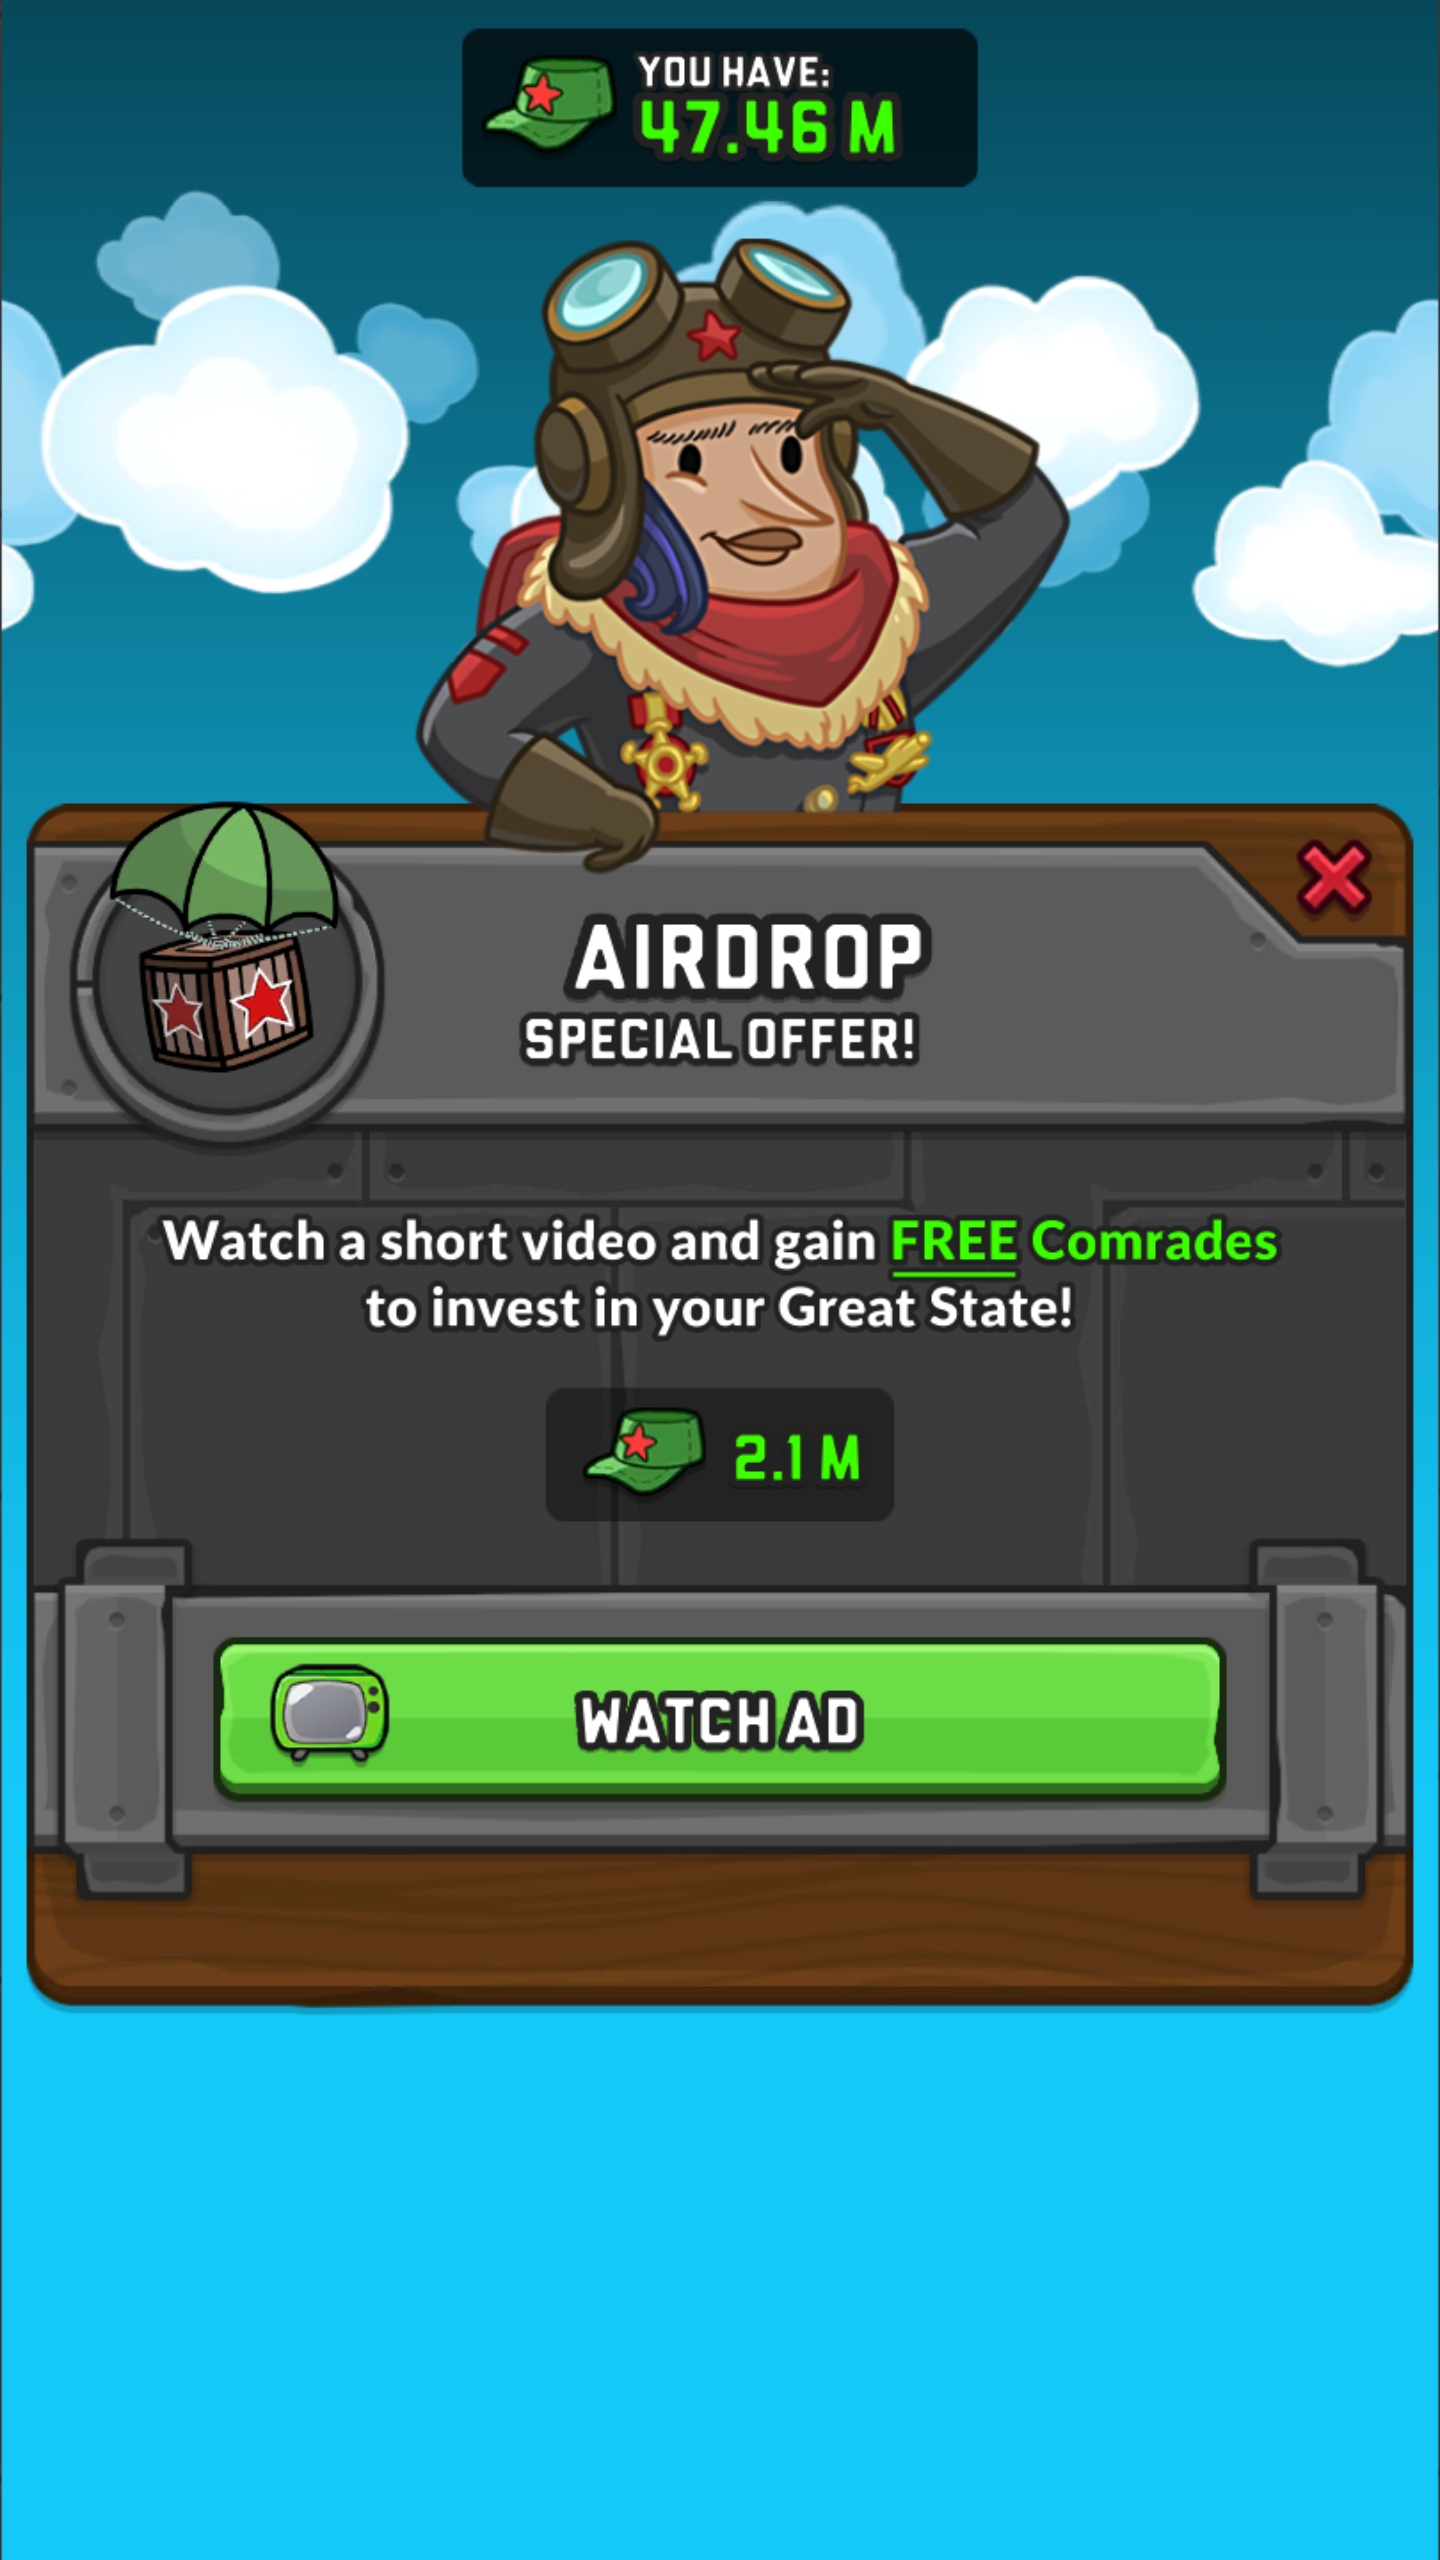 YOU HAVE:
47.46 M
AIRDROP
SPECIAL OFFER!
Watch a short video and gain FREE Comrades
to invest in your Great State!
2.1 M
WATCH AD